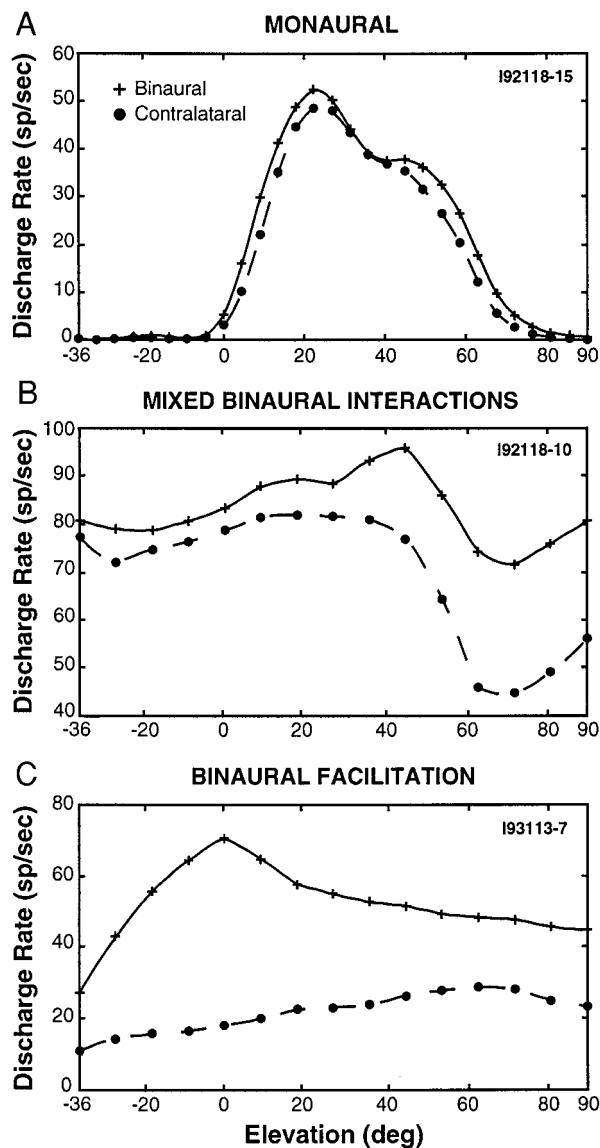 A
MONAURAL
I92118-15
Binaural
Contralataral
Discharge Rate (sp/sec)
60
50
40
30
20
10
0
-36 -20 0 20 40 60 80 90
B
MIXED BINAURAL INTERACTIONS
I92118-10
Discharge Rate (sp/sec)
100
90
80
70
60
50
40
-36 -20 0 20 40 60 80 90
C
BINAURAL FACILITATION
I93113-7
Discharge Rate (sp/sec)
80
60
40
20
0
-36 -20 0 20 40 60 80 90
Elevation (deg)